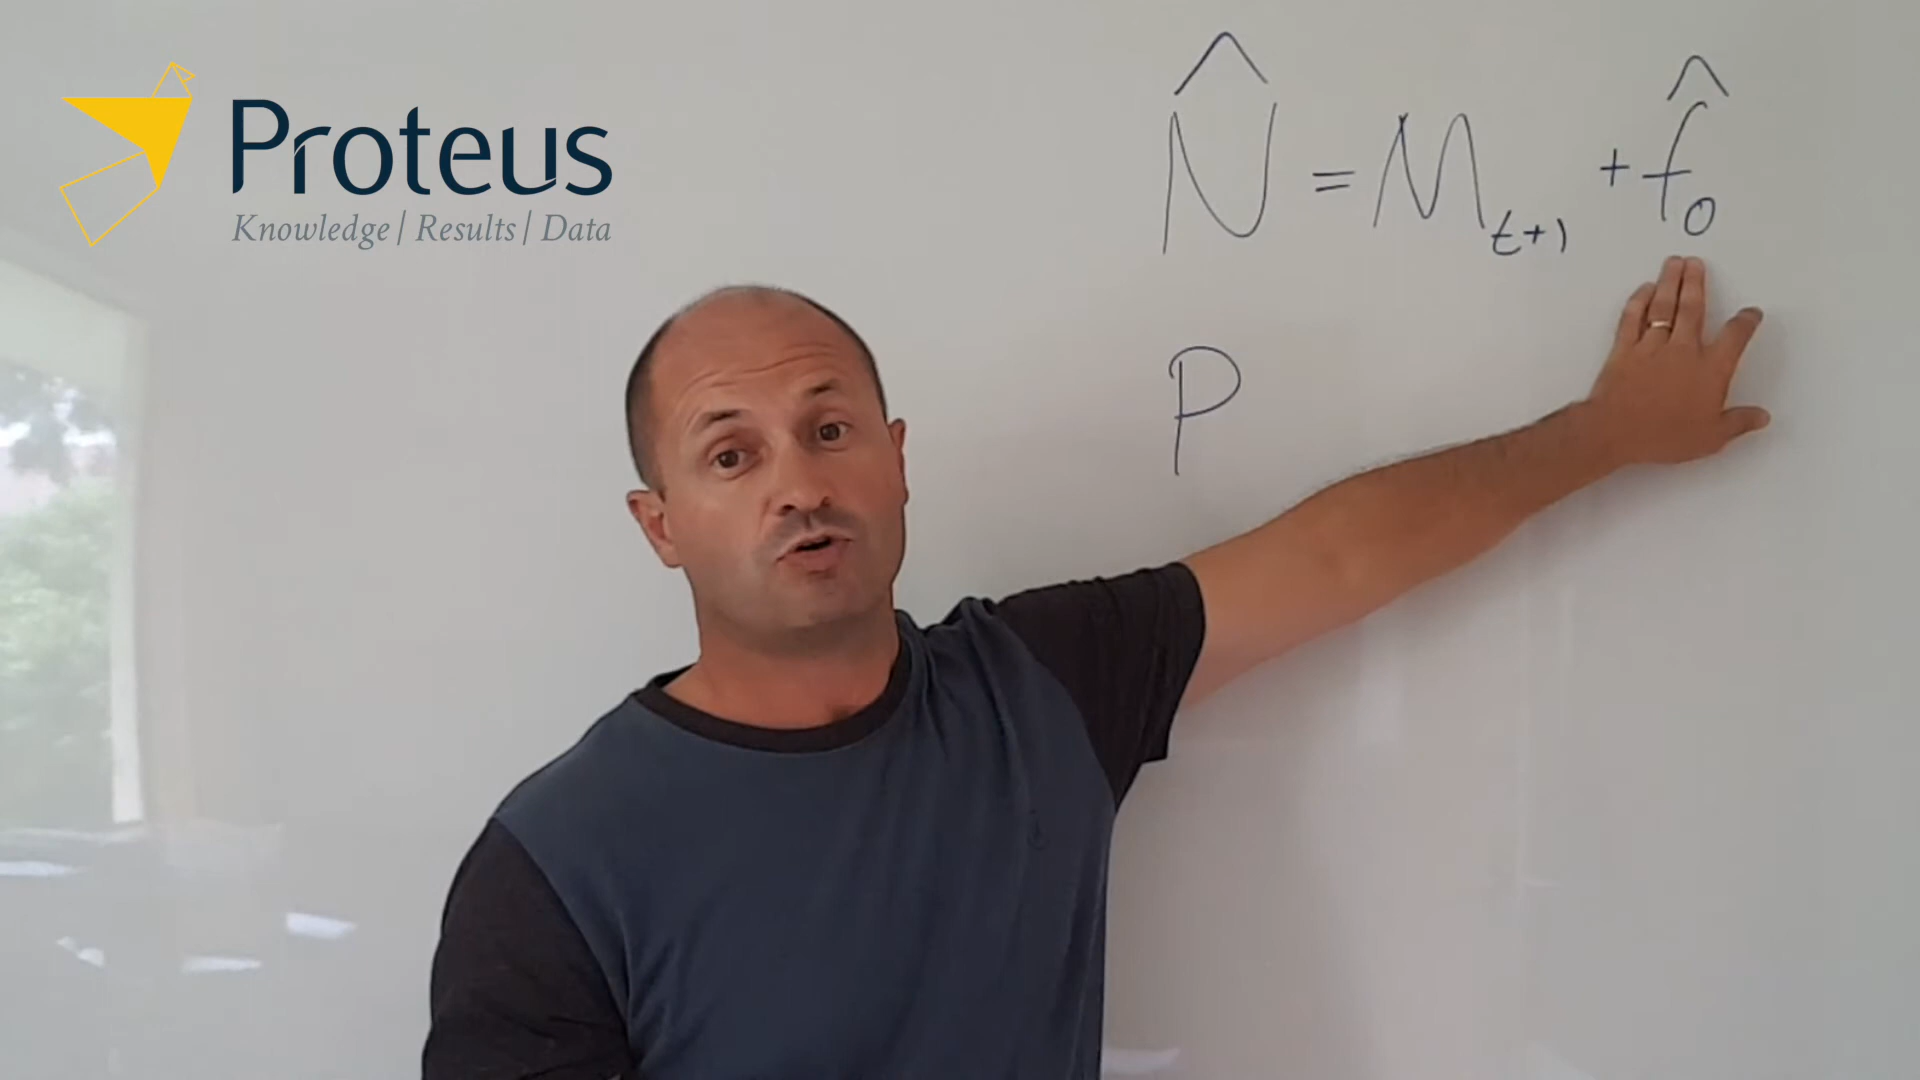 Proteus
Knowledge | Results | Data
N̂ = M_{t+1} + f̂_0
P